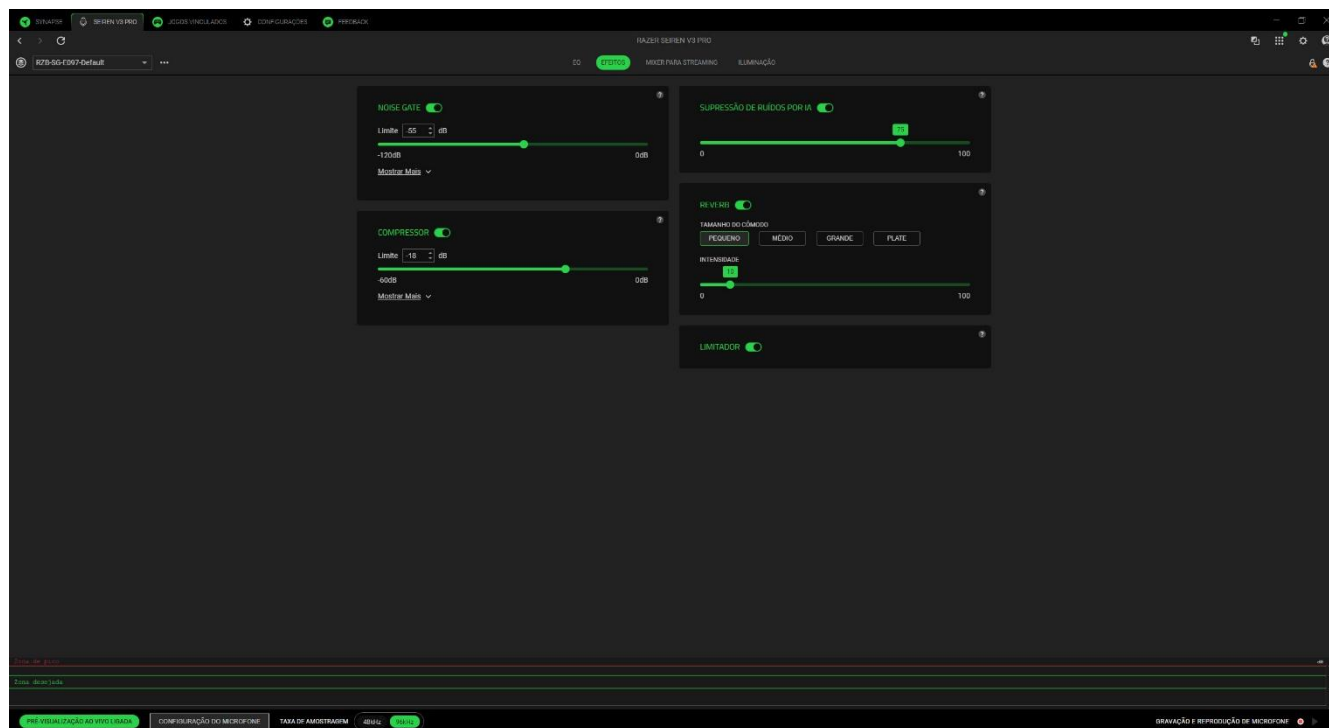 SYNAPSE SEIREN V3 PRO JOGOS VINCULADOS CONFIGURAÇÕES FEEDBACK
RAZER SEIREN V3 PRO
RZB-SG-E097-Default EQ EFEITOS MIXER PARA STREAMING ILUMINAÇÃO
NOISE GATE
Limite -55 dB
-120dB 0dB
Mostrar Mais
COMPRESSOR
Limite -18 dB
-60dB 0dB
Mostrar Mais
SUPRESSÃO DE RUÍDOS POR IA
75
0 100
REVERB
TAMANHO DO CÔMODO
PEQUENO MÉDIO GRANDE PLATE
INTENSIDADE
0 100
LIMITADOR
Zona de pico
Zona desejada
PRÉ-VISUALIZAÇÃO AO VIVO LIGADA CONFIGURAÇÃO DO MICROFONE TAXA DE AMOSTRAGEM 48kHz 96kHz GRAVAÇÃO E REPRODUÇÃO DE MICROFONE